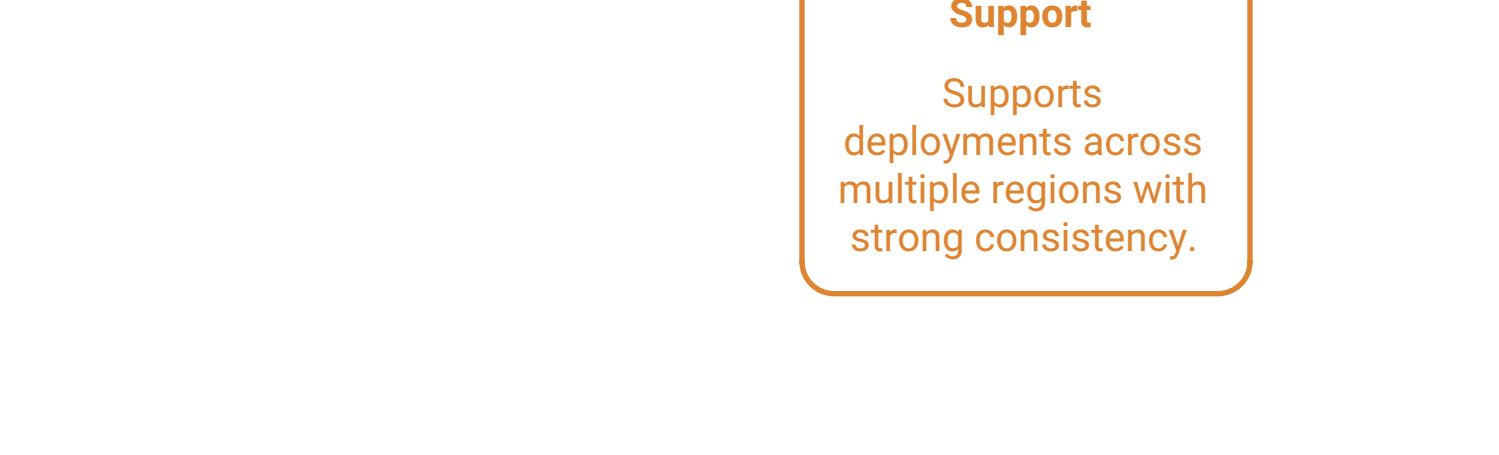 Support
Supports
deployments across
multiple regions with
strong consistency.